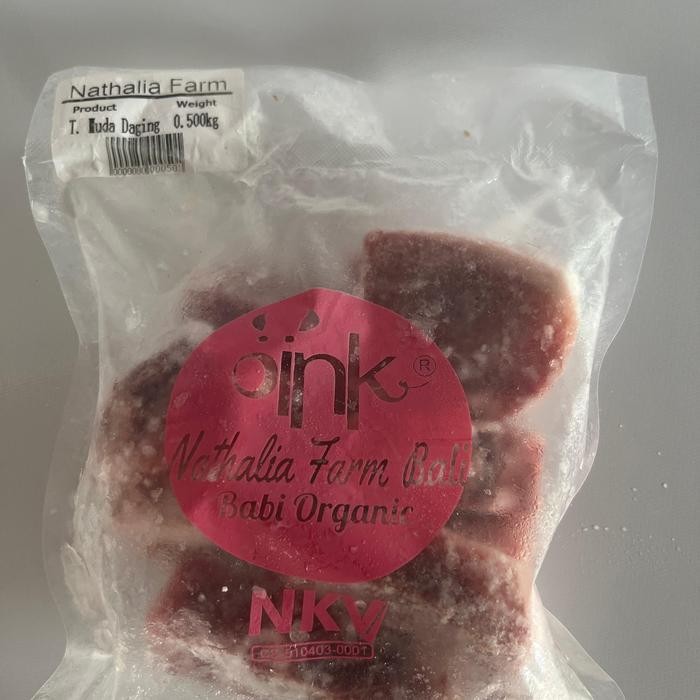 Nathalia Farm
Product Weight
T. Muda Daging 0.500kg
oink ®
Nathalia Farm Bali
Babi Organic
NKV